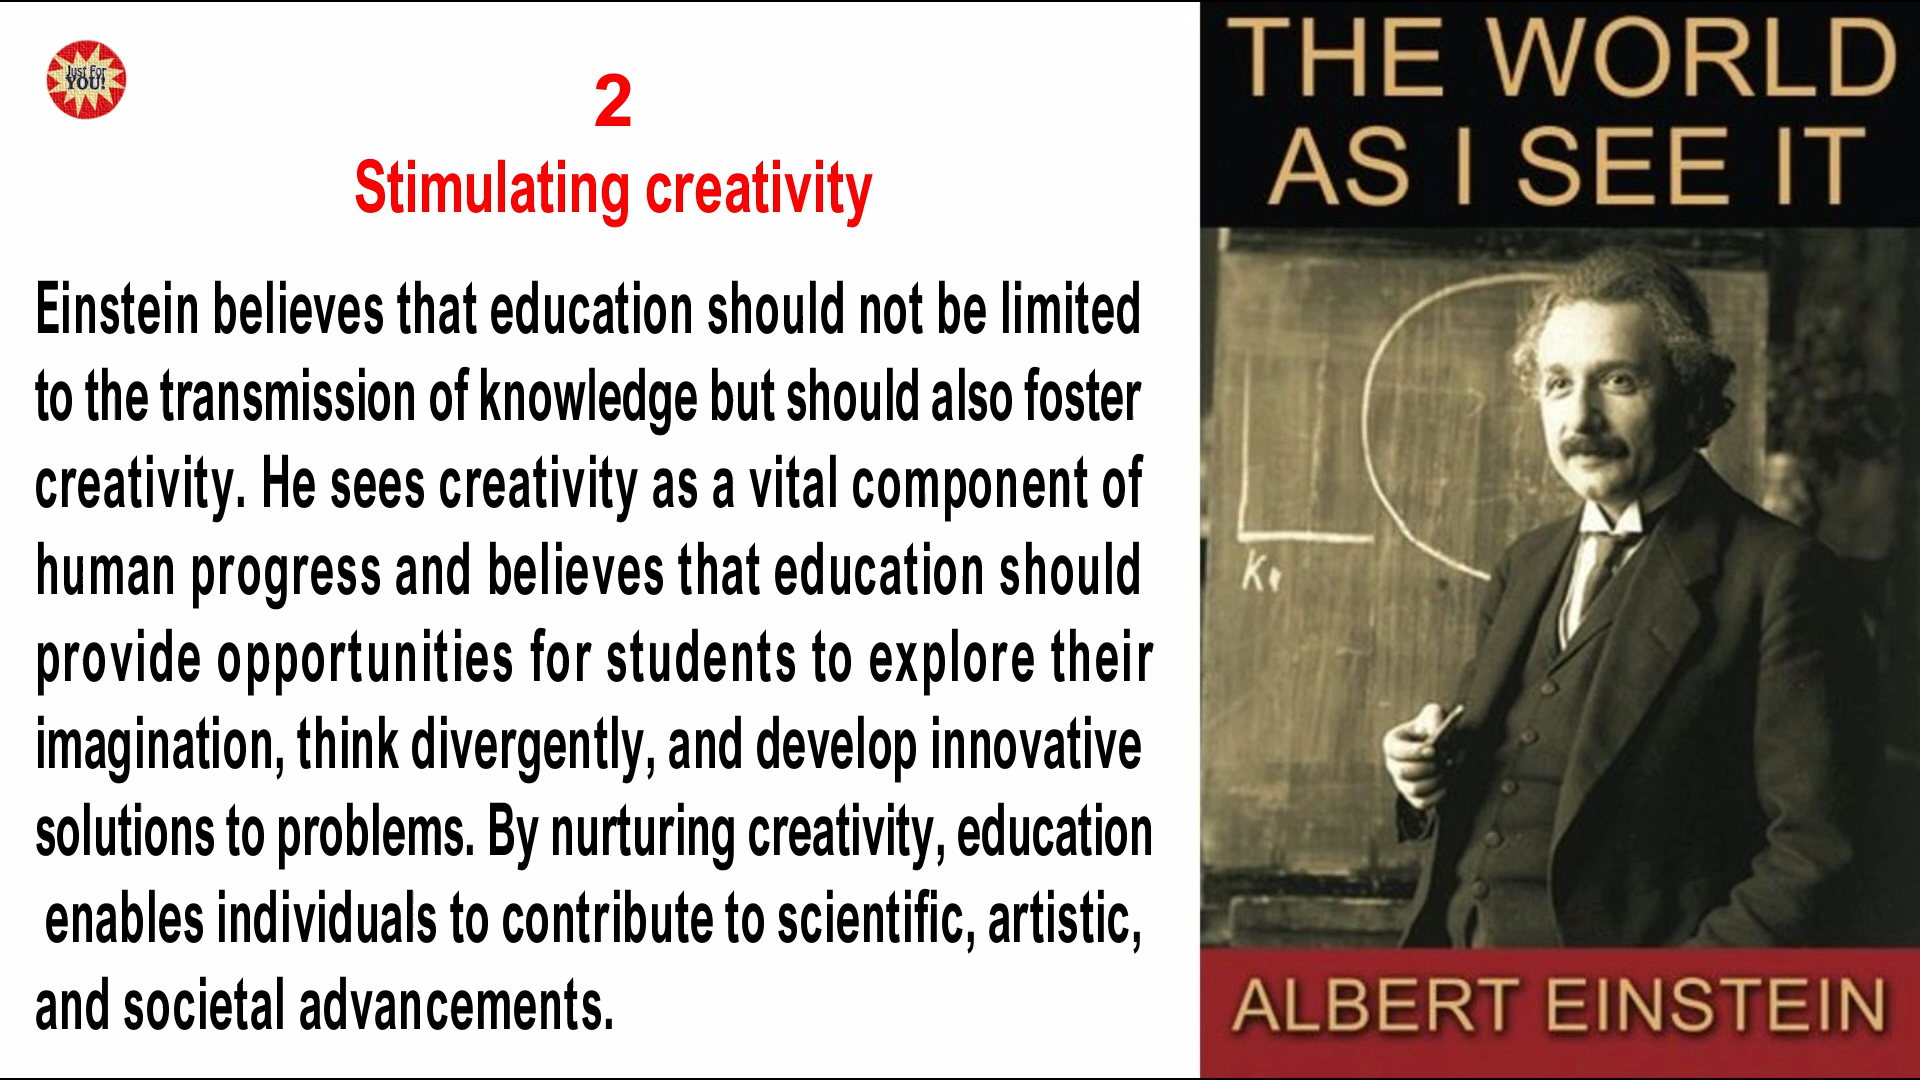 Just For
YOU!
2
Stimulating creativity
Einstein believes that education should not be limited
to the transmission of knowledge but should also foster
creativity. He sees creativity as a vital component of
human progress and believes that education should
provide opportunities for students to explore their
imagination, think divergently, and develop innovative
solutions to problems. By nurturing creativity, education
enables individuals to contribute to scientific, artistic,
and societal advancements.
THE WORLD
AS I SEE IT
K1
ALBERT EINSTEIN